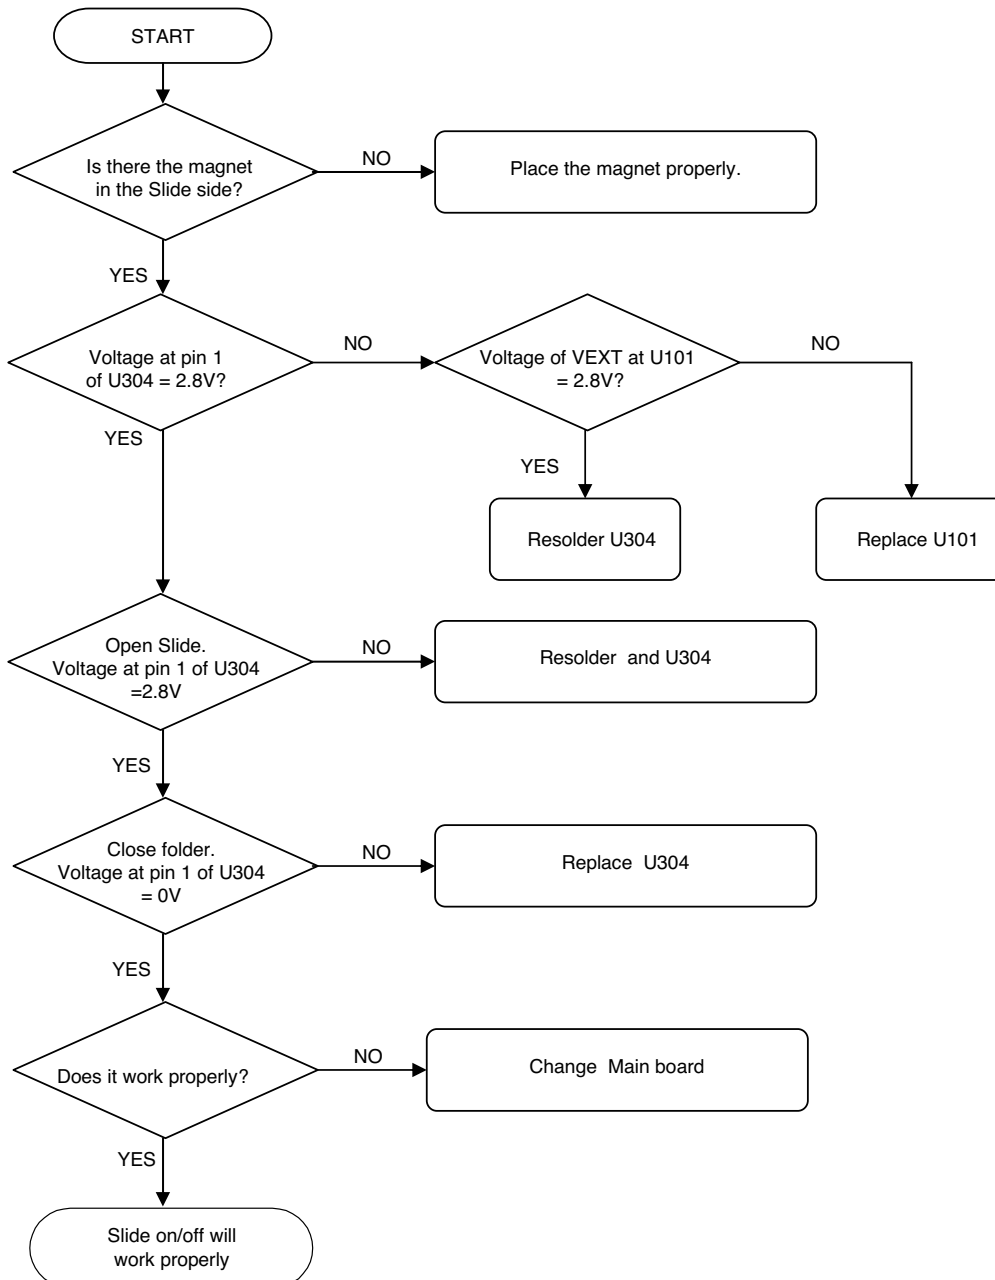 START
Is there the magnet
in the Slide side?
NO
Place the magnet properly.
YES
Voltage at pin 1
of U304 = 2.8V?
NO
Voltage of VEXT at U101
= 2.8V?
NO
YES
YES
Resolder U304
Replace U101
Open Slide.
Voltage at pin 1 of U304
=2.8V
NO
Resolder and U304
YES
Close folder.
Voltage at pin 1 of U304
= 0V
NO
Replace U304
YES
Does it work properly?
NO
Change Main board
YES
Slide on/off will
work properly